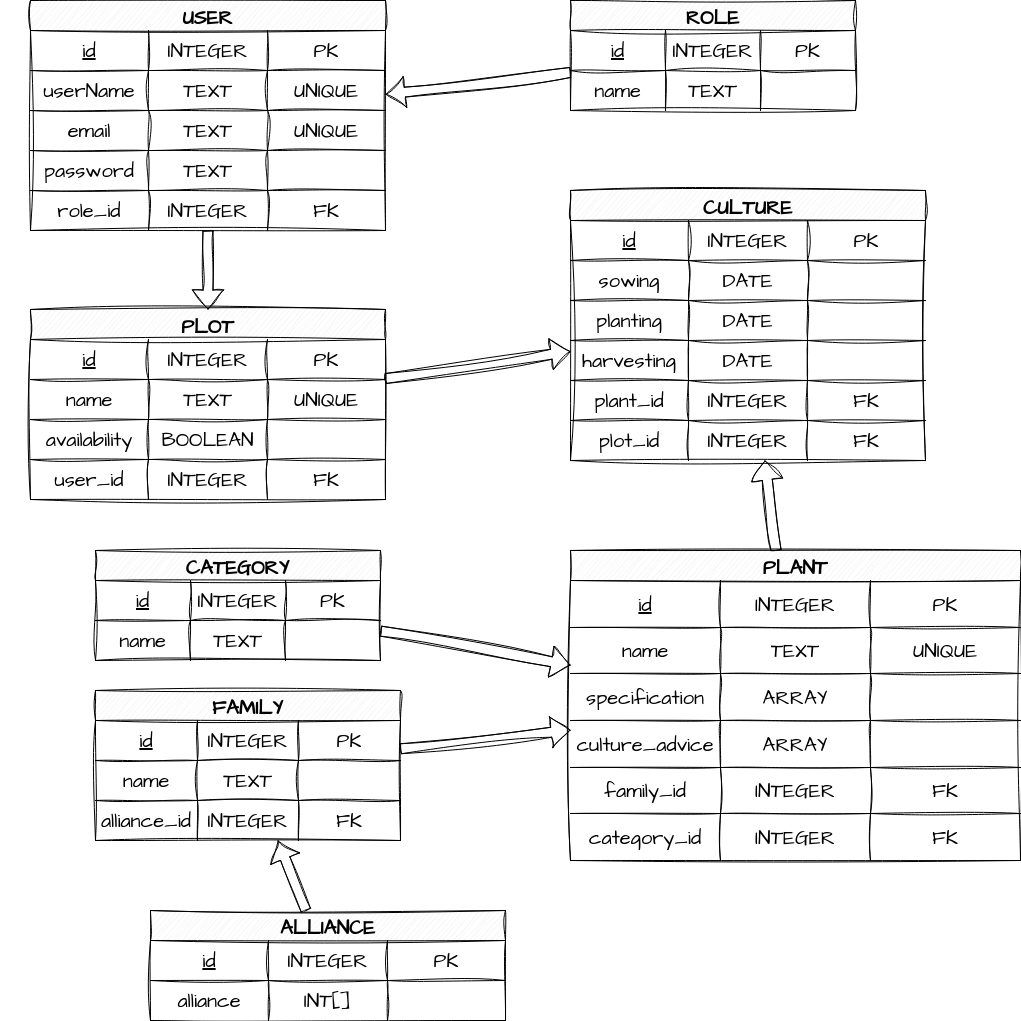 USER
id INTEGER PK
userName TEXT UNIQUE
email TEXT UNIQUE
password TEXT
role_id INTEGER FK
ROLE
id INTEGER PK
name TEXT
PLOT
id INTEGER PK
name TEXT UNIQUE
availability BOOLEAN
user_id INTEGER FK
CULTURE
id INTEGER PK
sowing DATE
planting DATE
harvesting DATE
plant_id INTEGER FK
plot_id INTEGER FK
CATEGORY
id INTEGER PK
name TEXT
FAMILY
id INTEGER PK
name TEXT
alliance_id INTEGER FK
PLANT
id INTEGER PK
name TEXT UNIQUE
specification ARRAY
culture_advice ARRAY
family_id INTEGER FK
category_id INTEGER FK
ALLIANCE
id INTEGER PK
alliance INT[]